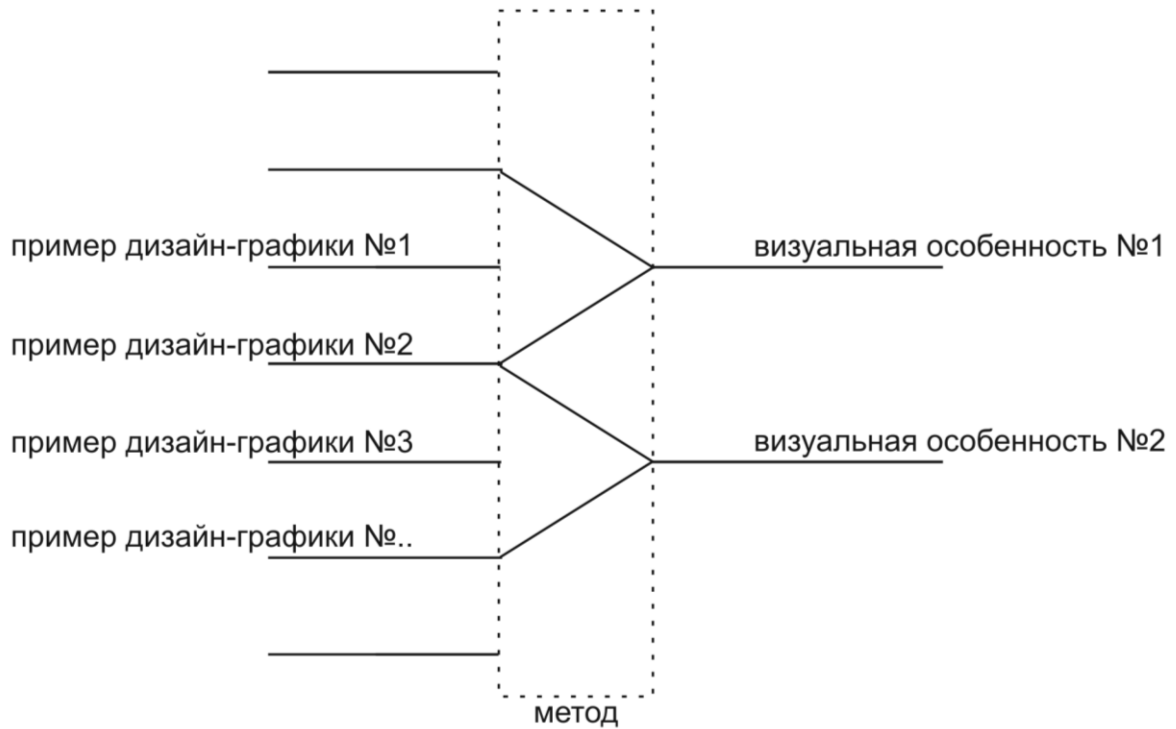 пример дизайн-графики №1
визуальная особенность №1
пример дизайн-графики №2
пример дизайн-графики №3
визуальная особенность №2
пример дизайн-графики №..
метод